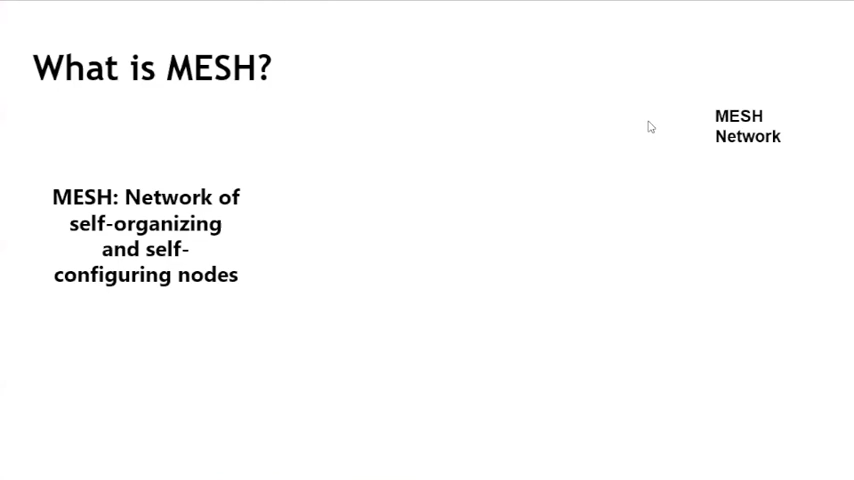 What is MESH?
MESH
Network
MESH: Network of
self-organizing
and self-
configuring nodes